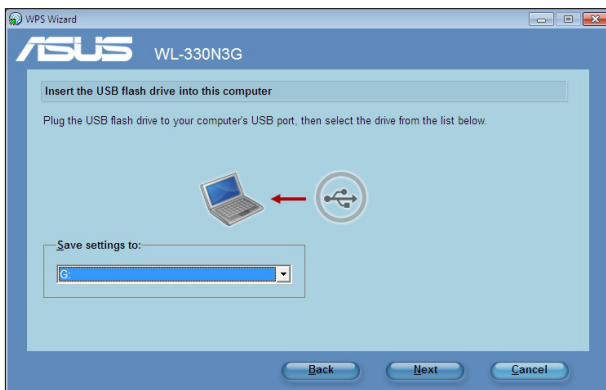 WPS Wizard
ASUS WL-330N3G
Insert the USB flash drive into this computer
Plug the USB flash drive to your computer's USB port, then select the drive from the list below.
Save settings to:
G:
Back Next Cancel